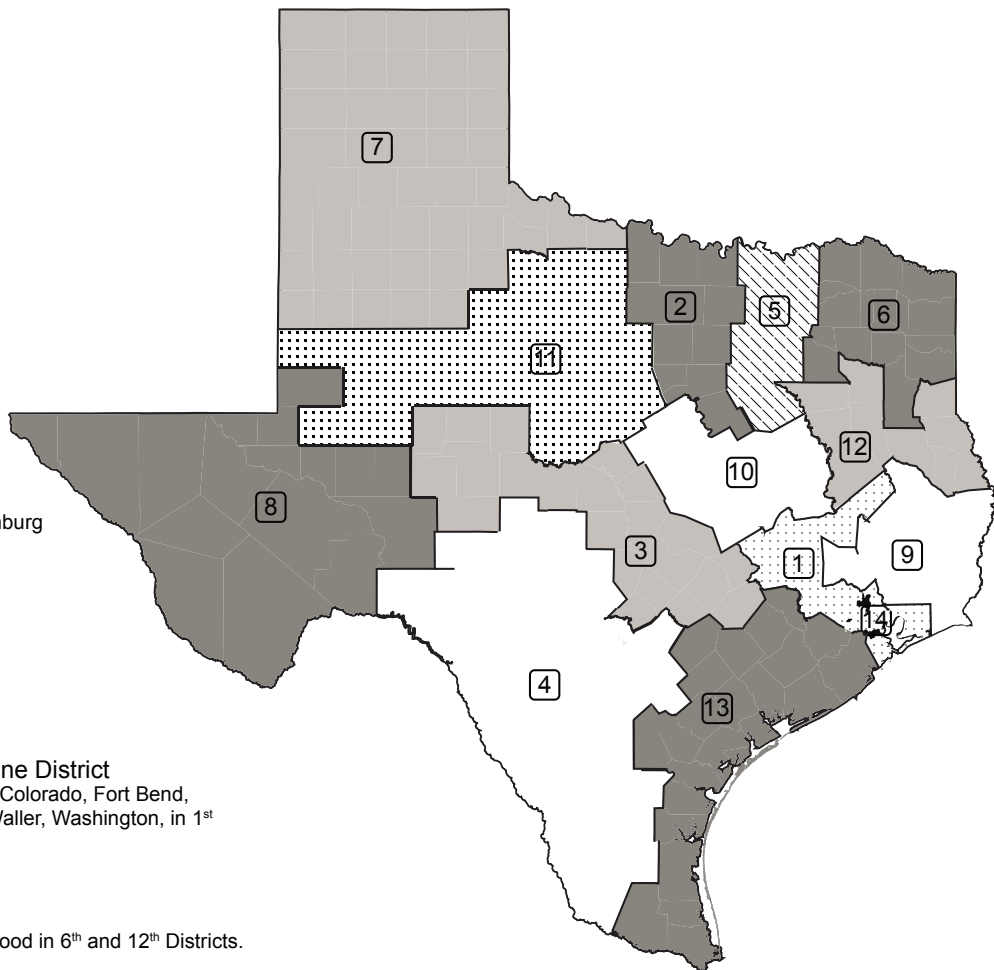 7
2
5
6
11
12
10
8
burg
3
1
9
14
4
13
ne District
Colorado, Fort Bend,
Waller, Washington, in 1st
ood in 6th and 12th Districts.